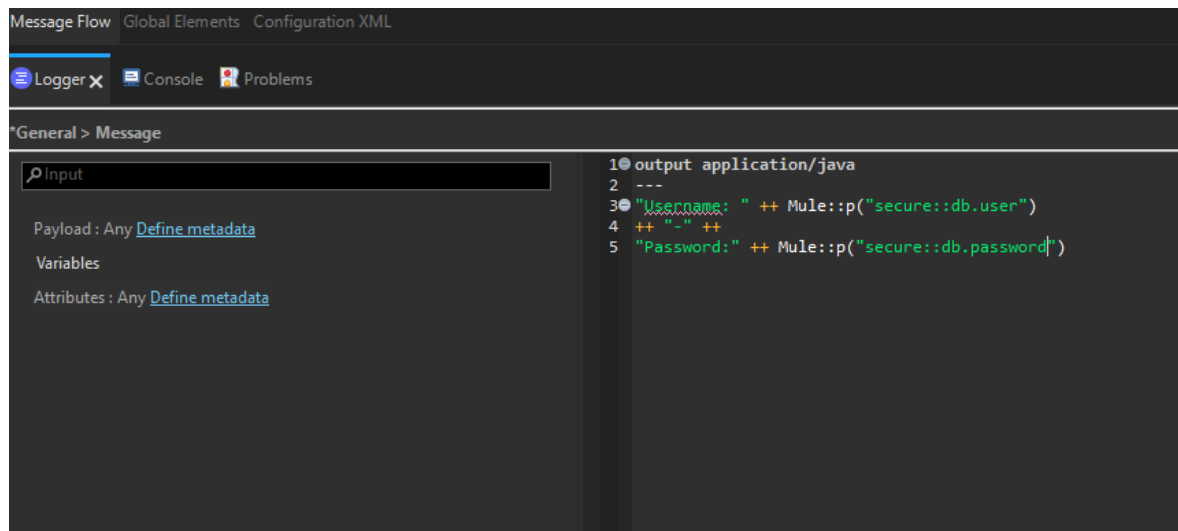 Message Flow Global Elements Configuration XML
Logger Console Problems
*General > Message
Input
Payload : Any Define metadata
Variables
Attributes : Any Define metadata
1 output application/java
2 ---
3 "Username: " ++ Mule::p("secure::db.user")
4 ++ "-" ++
5 "Password:" ++ Mule::p("secure::db.password")